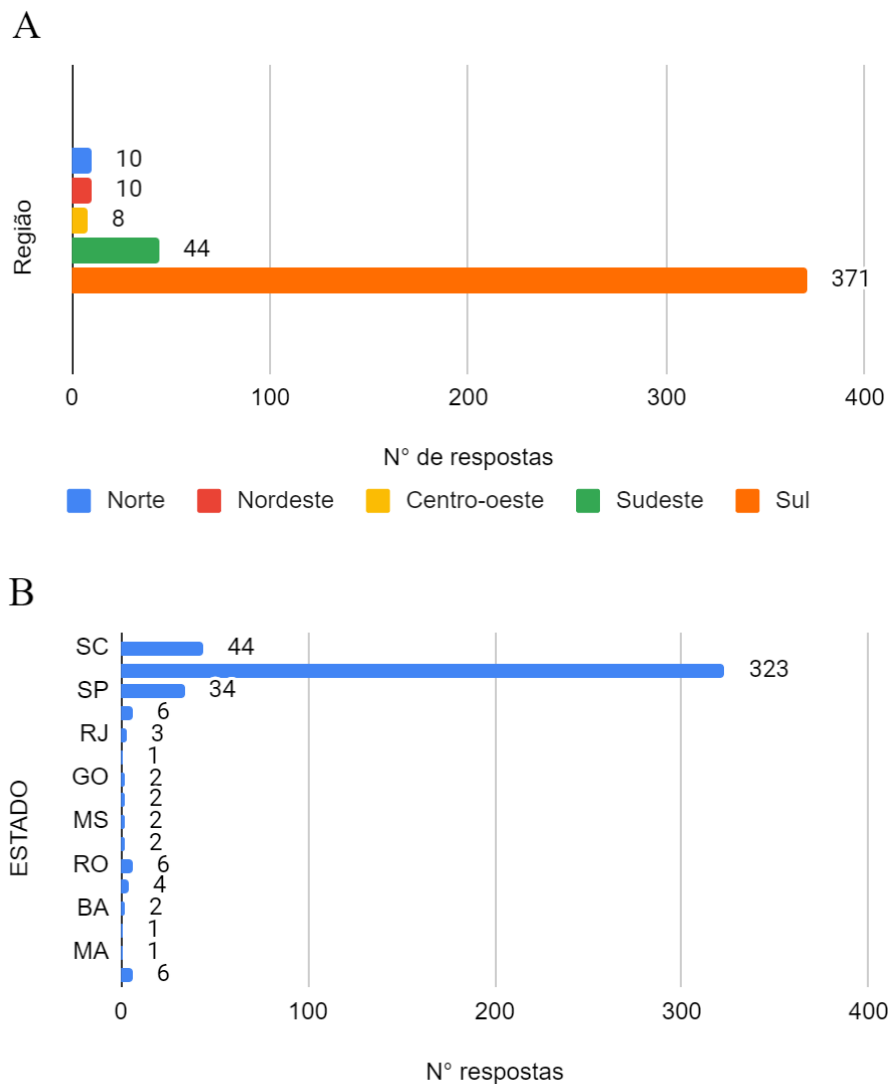 A
Região
10
10
8
44
371
0 100 200 300 400
N° de respostas
Norte Nordeste Centro-oeste Sudeste Sul
B
ESTADO
SC 44
323
SP 34
6
RJ 3
1
GO 2
2
MS 2
2
RO 6
4
BA 2
1
MA 1
6
0 100 200 300 400
N° respostas